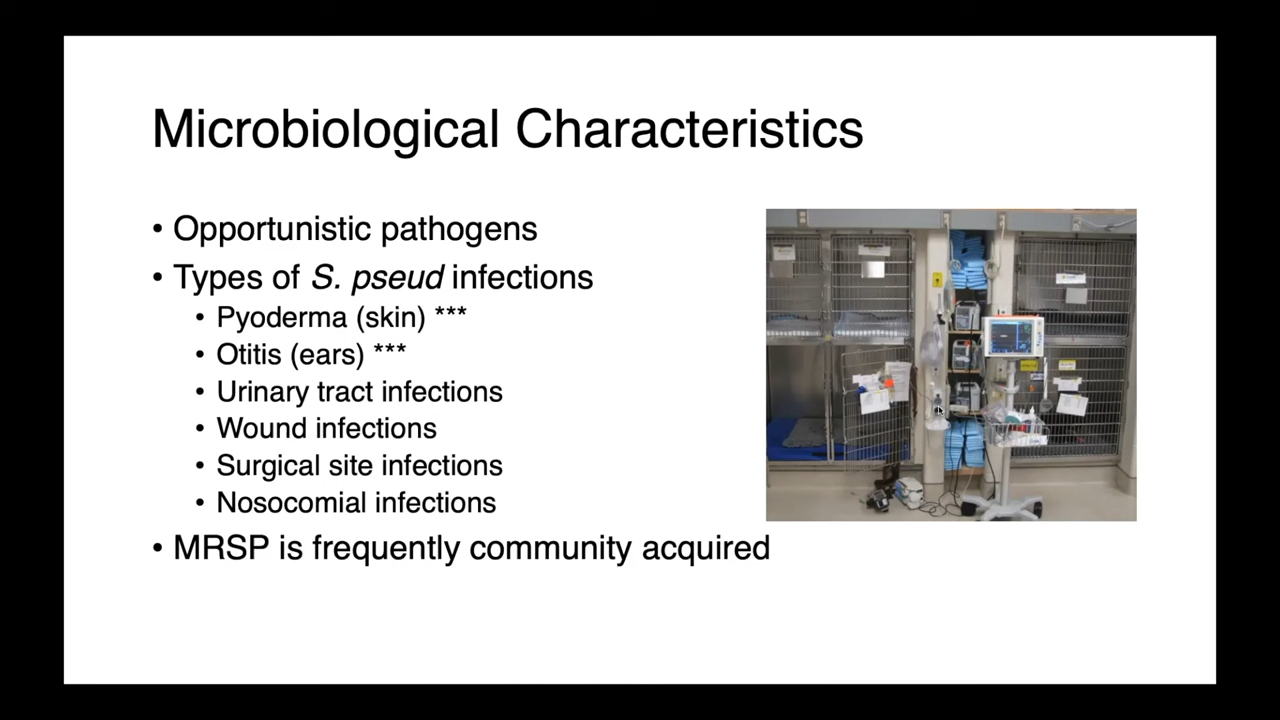 Microbiological Characteristics
• Opportunistic pathogens
• Types of S. pseud infections
• Pyoderma (skin) ***
• Otitis (ears) ***
• Urinary tract infections
• Wound infections
• Surgical site infections
• Nosocomial infections
• MRSP is frequently community acquired